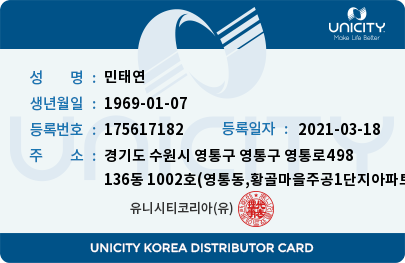 UNICITY
Make Life Better
성 명 : 민태연
생년월일 : 1969-01-07
등록번호 : 175617182 등록일자 : 2021-03-18
주 소 : 경기도 수원시 영통구 영통구 영통로498
136동 1002호(영통동,황골마을주공1단지아파트
유니시티코리아(유)
UNICITY
UNICITY KOREA DISTRIBUTOR CARD